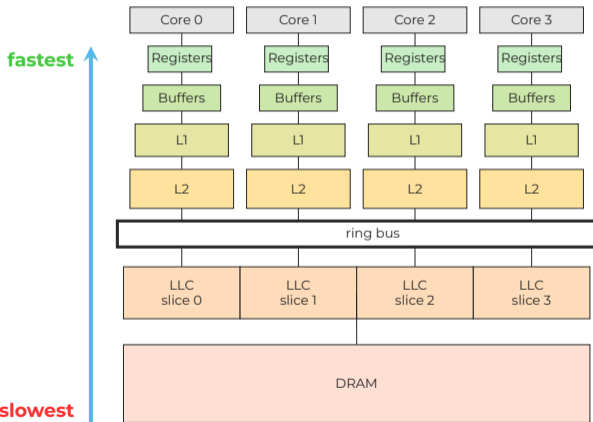 Core 0
Core 1
Core 2
Core 3
fastest
Registers
Registers
Registers
Registers
Buffers
Buffers
Buffers
Buffers
L1
L1
L1
L1
L2
L2
L2
L2
ring bus
LLC
slice 0
LLC
slice 1
LLC
slice 2
LLC
slice 3
DRAM
slowest